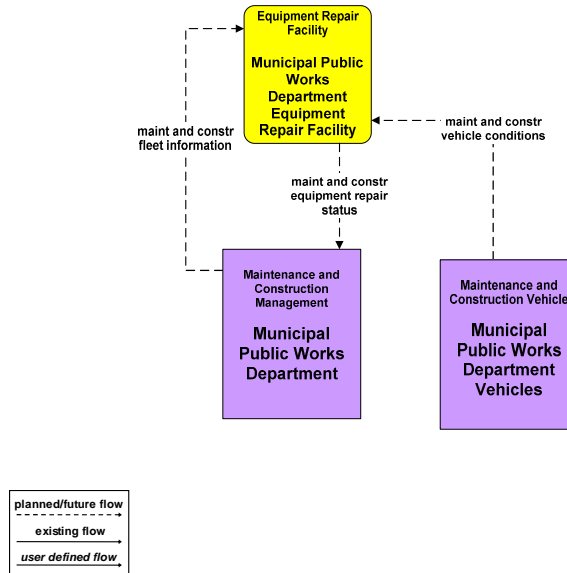 Equipment Repair
Facility
Municipal Public
Works
Department
Equipment
Repair Facility
maint and constr
fleet information
maint and constr
vehicle conditions
maint and constr
equipment repair
status
Maintenance and
Construction
Management
Municipal
Public Works
Department
Maintenance and
Construction Vehicle
Municipal
Public Works
Department
Vehicles
planned/future flow
existing flow
user defined flow